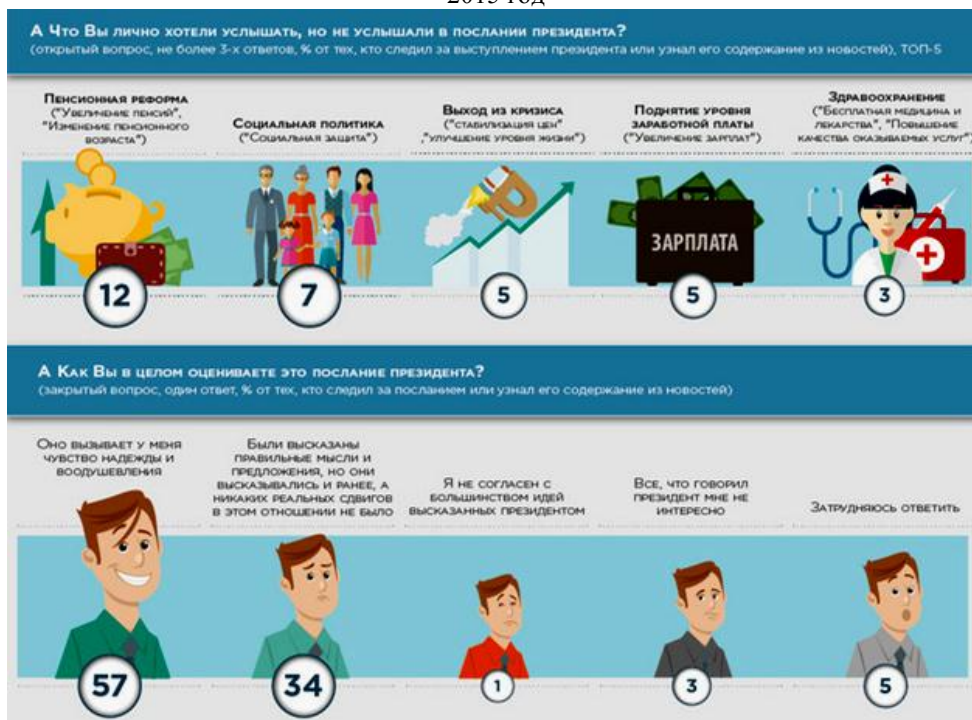 2015 год
А Что Вы лично хотели услышать, но не услышали в послании президента?
(открытый вопрос, не более 3-х ответов, % от тех, кто следил за выступлением президента или узнал его содержание из новостей), ТОП-5
Пенсионная реформа
("Увеличение пенсий",
"Изменение пенсионного
возраста")
Социальная политика
("Социальная защита")
Выход из кризиса
("стабилизация цен"
,"улучшение уровня жизни")
Поднятие уровня
заработной платы
("Увеличение зарплат")
Здравоохранение
("Бесплатная медицина и
лекарства", "Повышение
качества оказываемых услуг")
ЗАРПЛАТА
12
7
5
5
3
А Как Вы в целом оцениваете это послание президента?
(закрытый вопрос, один ответ, % от тех, кто следил за посланием или узнал его содержание из новостей)
Оно вызывает у меня
чувство надежды и
воодушевления
Были высказаны
правильные мысли и
предложения, но они
высказывались и ранее, а
никаких реальных сдвигов
в этом отношении не было
Я не согласен с
большинством идей
высказанных президентом
Все, что говорил
президент мне не
интересно
Затрудняюсь ответить
57
34
1
3
5